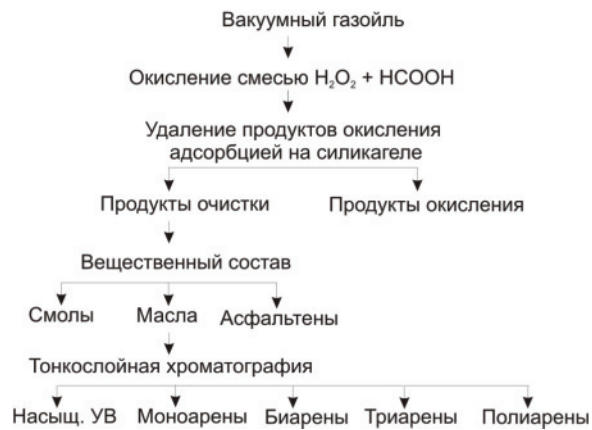 Вакуумный газойль
Окисление смесью H₂O₂ + HCOOH
Удаление продуктов окисления
адсорбцией на силикагеле
Продукты очистки Продукты окисления
Вещественный состав
Смолы Масла Асфальтены
Тонкослойная хроматография
Насыщ. УВ Моноарены Биарены Триарены Полиарены